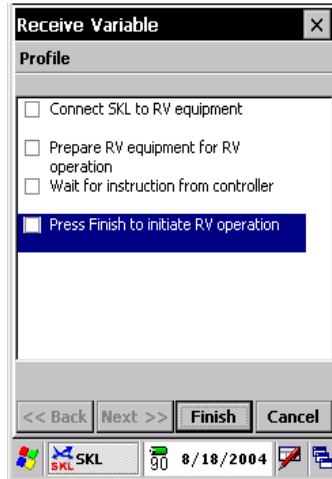 Receive Variable
Profile
Connect SKL to RV equipment
Prepare RV equipment for RV
operation
Wait for instruction from controller
Press Finish to initiate RV operation
<< Back Next >> Finish Cancel
SKL SKL 90 8/18/2004